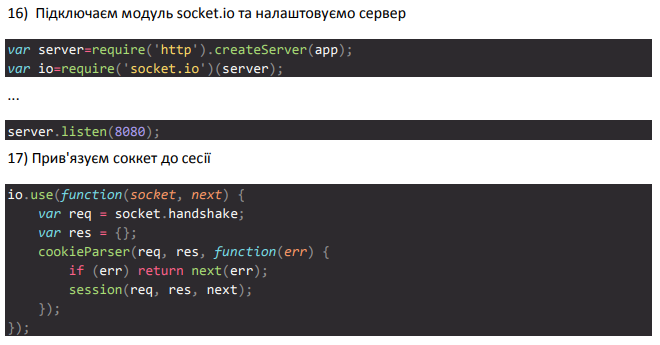 16) Підключаєм модуль socket.io та налаштовуємо сервер
var server=require('http').createServer(app);
var io=require('socket.io')(server);
...
server.listen(8080);
17) Прив'язуєм соккет до сесії
io.use(function(socket, next) {
    var req = socket.handshake;
    var res = {};
    cookieParser(req, res, function(err) {
        if (err) return next(err);
        session(req, res, next);
    });
});